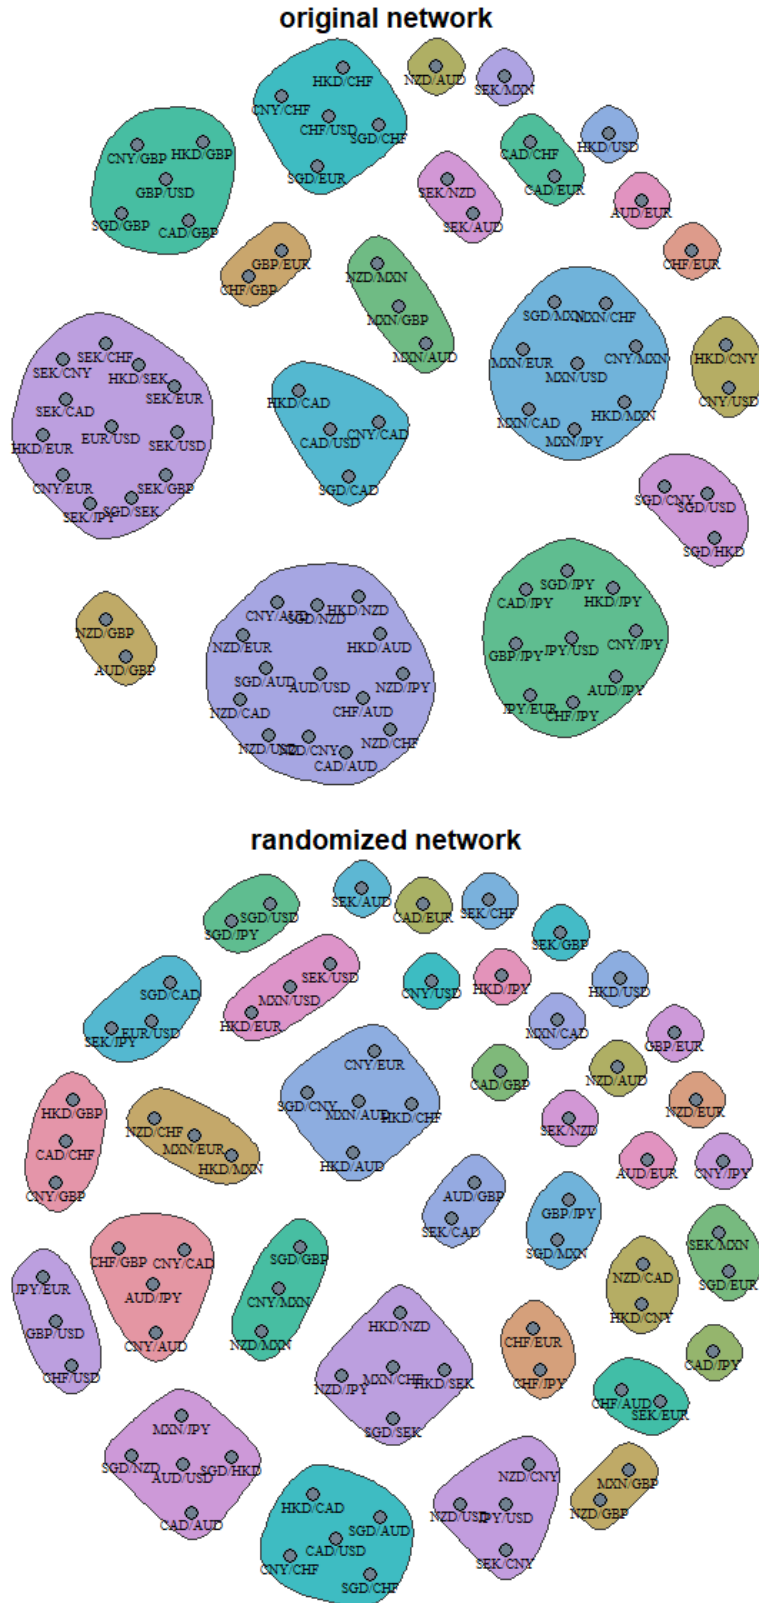 original network
HKD/CHF
NZD/AUD
SEK/MXN
CNY/CHF
CHF/USD
SGD/CHF
SGD/EUR
CNY/GBP
HKD/GBP
GBP/USD
SGD/GBP
CAD/GBP
CAD/CHF
CAD/EUR
HKD/USD
SEK/NZD
SEK/AUD
AUD/EUR
CHF/EUR
GBP/EUR
CHF/GBP
NZD/MXN
MXN/GBP
MXN/AUD
SGD/MXN
MXN/CHF
MXN/EUR
CNY/MXN
MXN/USD
MXN/CAD
HKD/MXN
MXN/JPY
HKD/CNY
CNY/USD
SEK/CHF
SEK/CNY
HKD/SEK
SEK/EUR
SEK/CAD
EUR/USD
HKD/EUR
SEK/USD
CNY/EUR
SEK/GBP
SEK/JPY
SGD/SEK
HKD/CAD
CAD/USD
CNY/CAD
SGD/CAD
SGD/CNY
SGD/USD
SGD/HKD
NZD/GBP
AUD/GBP
CNY/AUD
SGD/NZD
HKD/NZD
NZD/EUR
HKD/AUD
SGD/AUD
AUD/USD
NZD/JPY
NZD/CAD
CHF/AUD
NZD/USD
NZD/CNY
NZD/CHF
CAD/AUD
SGD/JPY
CAD/JPY
HKD/JPY
GBP/JPY
JPY/USD
CNY/JPY
AUD/JPY
JPY/EUR
CHF/JPY
randomized network
SEK/AUD
CAD/EUR
SEK/CHF
SGD/USD
SGD/JPY
SEK/GBP
SEK/USD
MXN/USD
HKD/EUR
CNY/USD
HKD/JPY
HKD/USD
SGD/CAD
EUR/USD
SEK/JPY
MXN/CAD
GBP/EUR
CNY/EUR
SGD/CNY
MXN/AUD
HKD/CHF
HKD/AUD
CAD/GBP
NZD/AUD
NZD/EUR
HKD/GBP
CAD/CHF
CNY/GBP
NZD/CHF
MXN/EUR
HKD/MXN
SEK/NZD
AUD/EUR
CNY/JPY
AUD/GBP
SEK/CAD
GBP/JPY
SGD/MXN
SEK/MXN
SGD/EUR
CHF/GBP
CNY/CAD
AUD/JPY
CNY/AUD
SGD/GBP
CNY/MXN
NZD/MXN
NZD/CAD
HKD/CNY
JPY/EUR
GBP/USD
CHF/USD
HKD/NZD
NZD/JPY
MXN/CHF
HKD/SEK
SGD/SEK
CHF/EUR
CHF/JPY
CAD/JPY
CHF/AUD
SEK/EUR
MXN/JPY
SGD/NZD
AUD/USD
SGD/HKD
CAD/AUD
HKD/CAD
SGD/AUD
CAD/USD
CNY/CHF
SGD/CHF
NZD/CNY
NZD/USD
JPY/USD
SEK/CNY
MXN/GBP
NZD/GBP